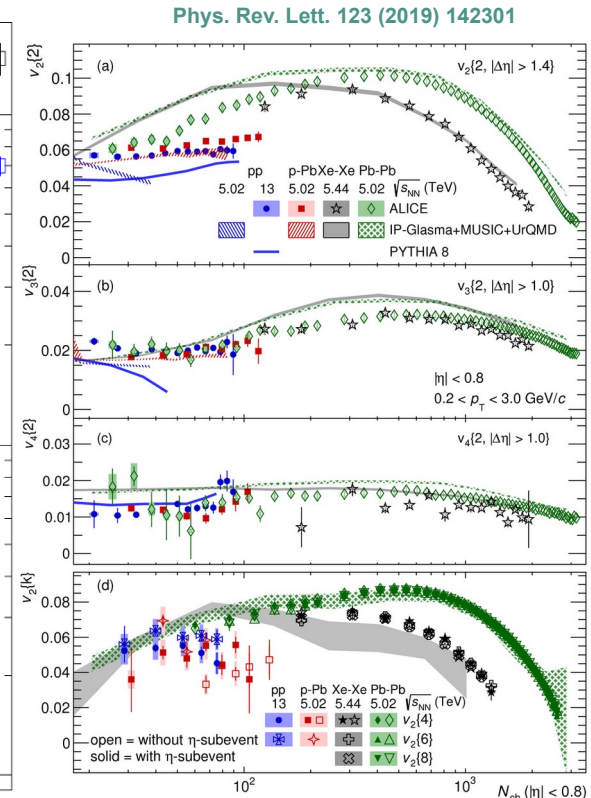 Phys. Rev. Lett. 123 (2019) 142301
v₂{2}
(a)
v₂{2, |Δη| > 1.4}
0.1
0.08
0.06
0.04
0.02
0
pp p-Pb Xe-Xe Pb-Pb
5.02 13 5.02 5.44 5.02 √sNN (TeV)
ALICE
IP-Glasma+MUSIC+UrQMD
PYTHIA 8
v₃{2}
(b)
v₃{2, |Δη| > 1.0}
0.04
0.02
0
|η| < 0.8
0.2 < pT < 3.0 GeV/c
v₄{2}
(c)
v₄{2, |Δη| > 1.0}
0.03
0.02
0.01
0
v₂{k}
(d)
0.08
0.06
0.04
0.02
0
pp p-Pb Xe-Xe Pb-Pb
13 5.02 5.44 5.02 √sNN (TeV)
v₂{4}
v₂{6}
v₂{8}
open = without η-subevent
solid = with η-subevent
10²
10³
(|η| < 0.8)